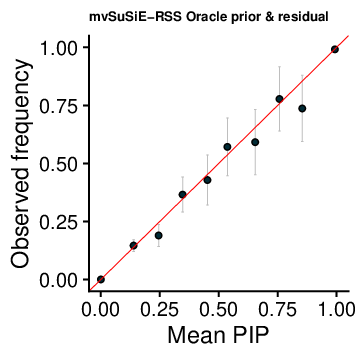 mvSuSiE−RSS Oracle prior & residual
Observed frequency
1.00
0.75
0.50
0.25
0.00
0.00 0.25 0.50 0.75 1.00
Mean PIP